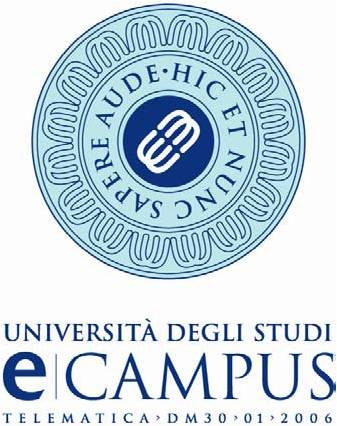 HIC ET NUNC SAPERE AUDE·
UNIVERSITÀ DEGLI STUDI
e|CAMPUS
TELEMATICA›DM30›01›2006